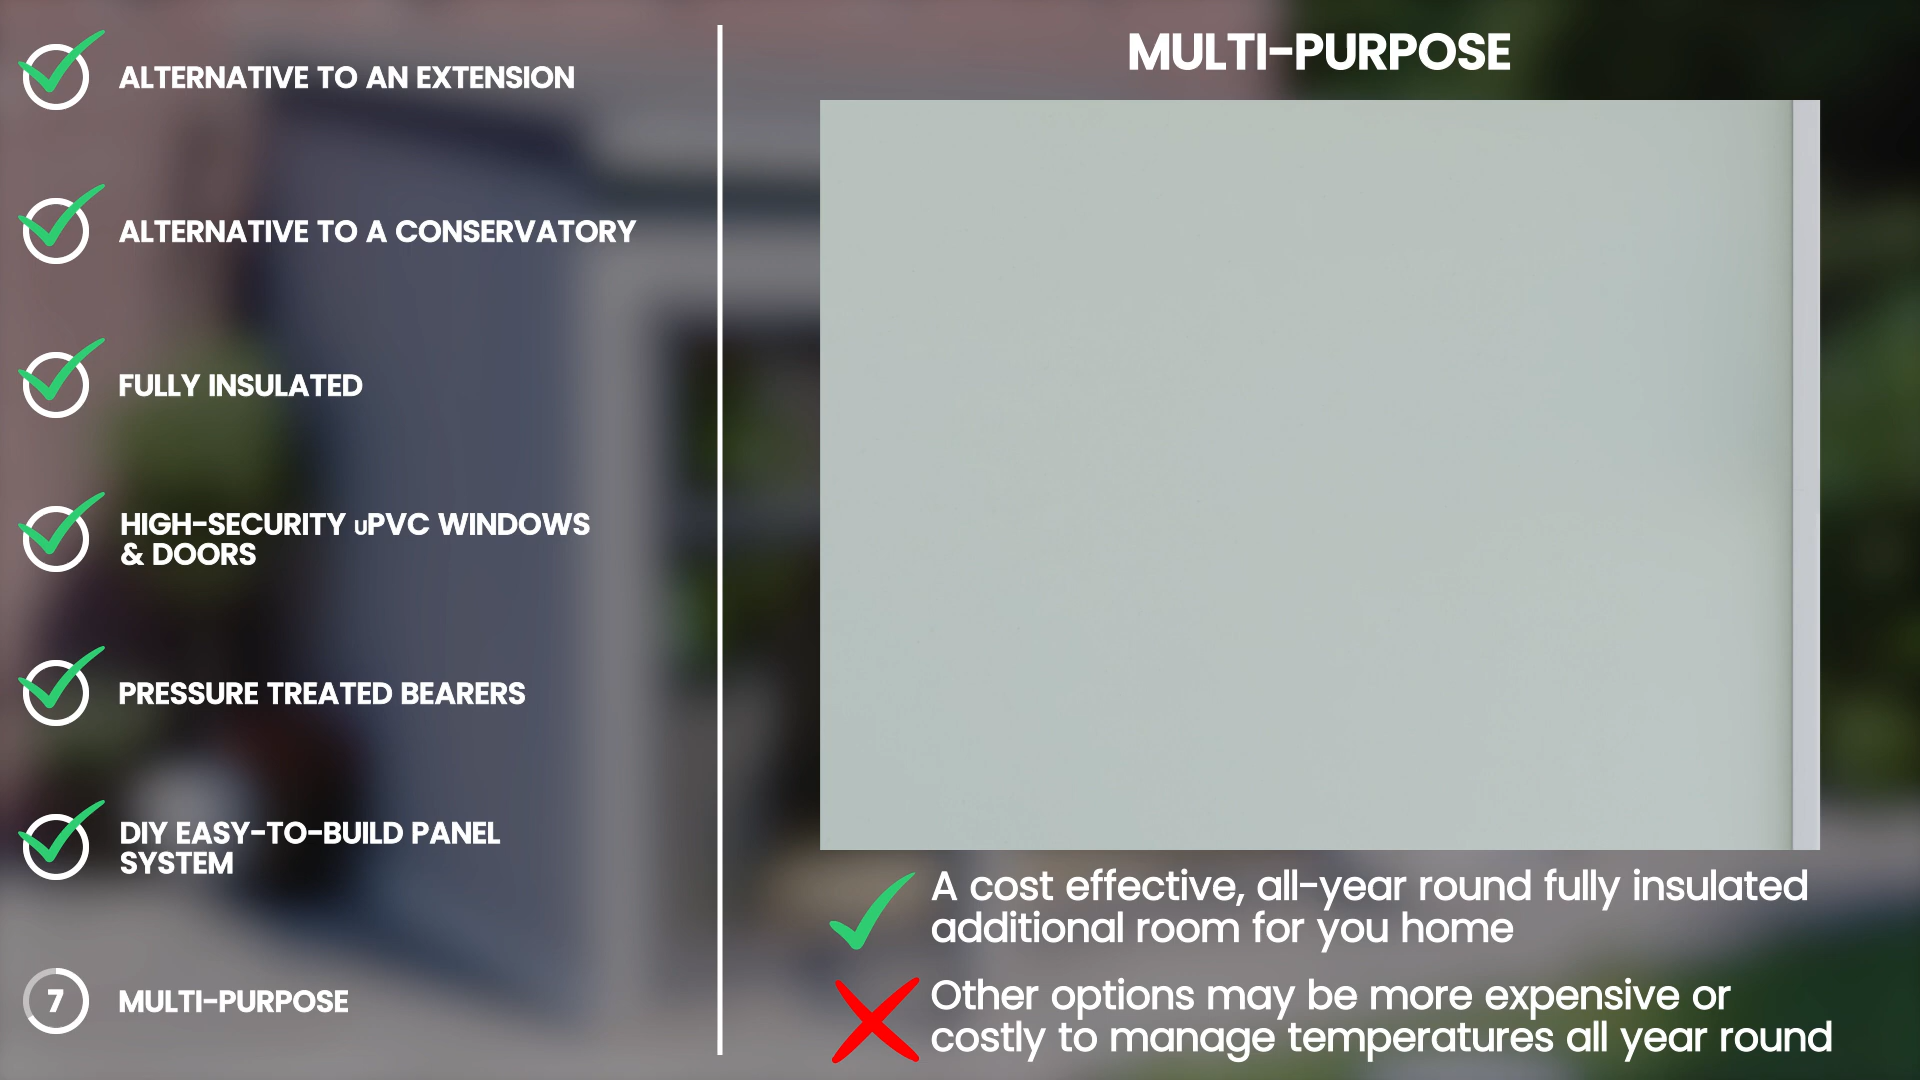 ALTERNATIVE TO AN EXTENSION
ALTERNATIVE TO A CONSERVATORY
FULLY INSULATED
HIGH-SECURITY uPVC WINDOWS
& DOORS
PRESSURE TREATED BEARERS
DIY EASY-TO-BUILD PANEL
SYSTEM
7 MULTI-PURPOSE
MULTI-PURPOSE
A cost effective, all-year round fully insulated
additional room for you home
Other options may be more expensive or
costly to manage temperatures all year round